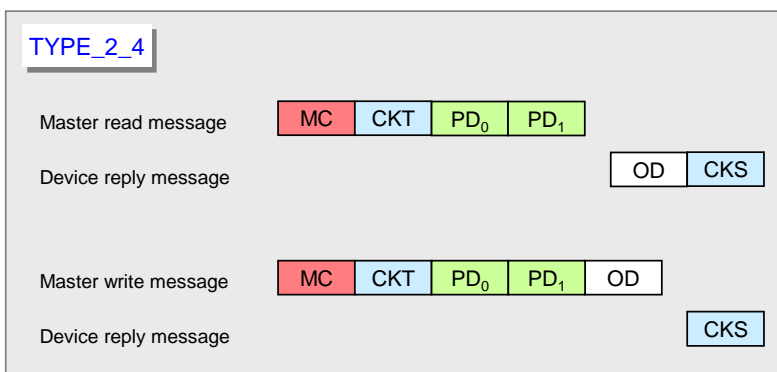 TYPE_2_4
Master read message MC CKT PD₀ PD₁
Device reply message OD CKS
Master write message MC CKT PD₀ PD₁ OD
Device reply message CKS